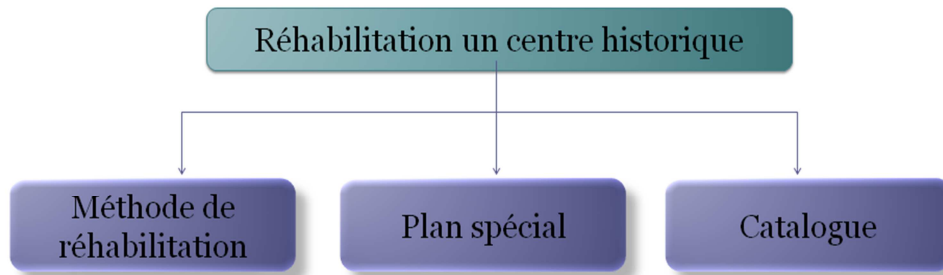 Réhabilitation un centre historique
Méthode de
réhabilitation
Plan spécial
Catalogue